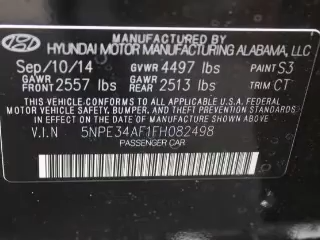 HYUNDAI MOTOR MANUFACTURING ALABAMA, LLC
Sep/10/14 GVWR 4497 lbs PAINT S3
GAWR FRONT 2557 lbs GAWR REAR 2513 lbs TRIM CT
THIS VEHICLE CONFORMS TO ALL APPLICABLE FEDERAL
MOTOR VEHICLE SAFETY, BUMPER, AND THEFT PREVENTION STANDARDS
IN EFFECT ON THE DATE OF MANUFACTURE SHOWN ABOVE.
V.I.N 5NPE34AF1FH082498
PASSENGER CAR